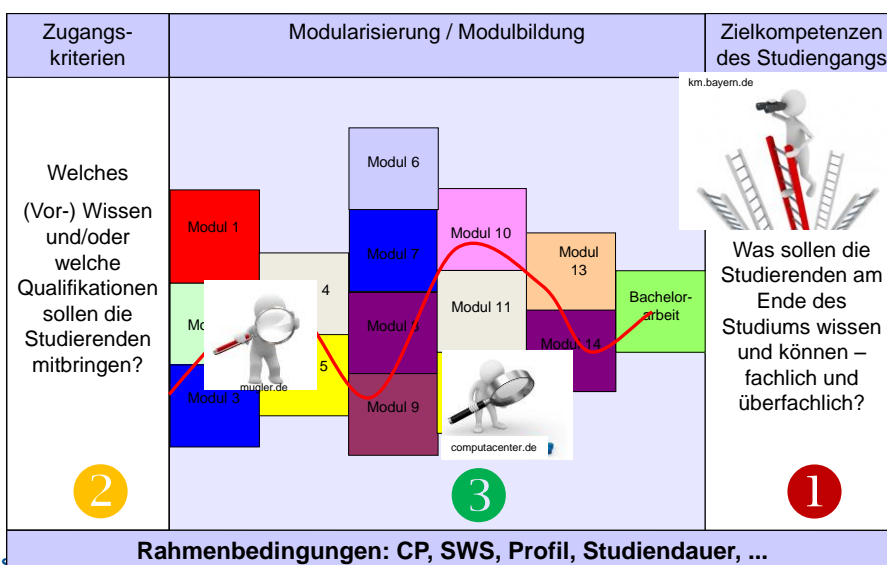 Zugangs-
kriterien
Modularisierung / Modulbildung
Zielkompetenzen
des Studiengangs
km.bayern.de
Welches
(Vor-) Wissen
und/oder
welche
Qualifikationen
sollen die
Studierenden
mitbringen?
Modul 1
Modul 3
4
5
Modul 6
Modul 7
Modul 9
Modul 10
Modul 11
Modul
13
Modul 14
Bachelor-
arbeit
mugler.de
computacenter.de
Was sollen die
Studierenden am
Ende des
Studiums wissen
und können –
fachlich und
überfachlich?
2
3
1
Rahmenbedingungen: CP, SWS, Profil, Studiendauer, ...